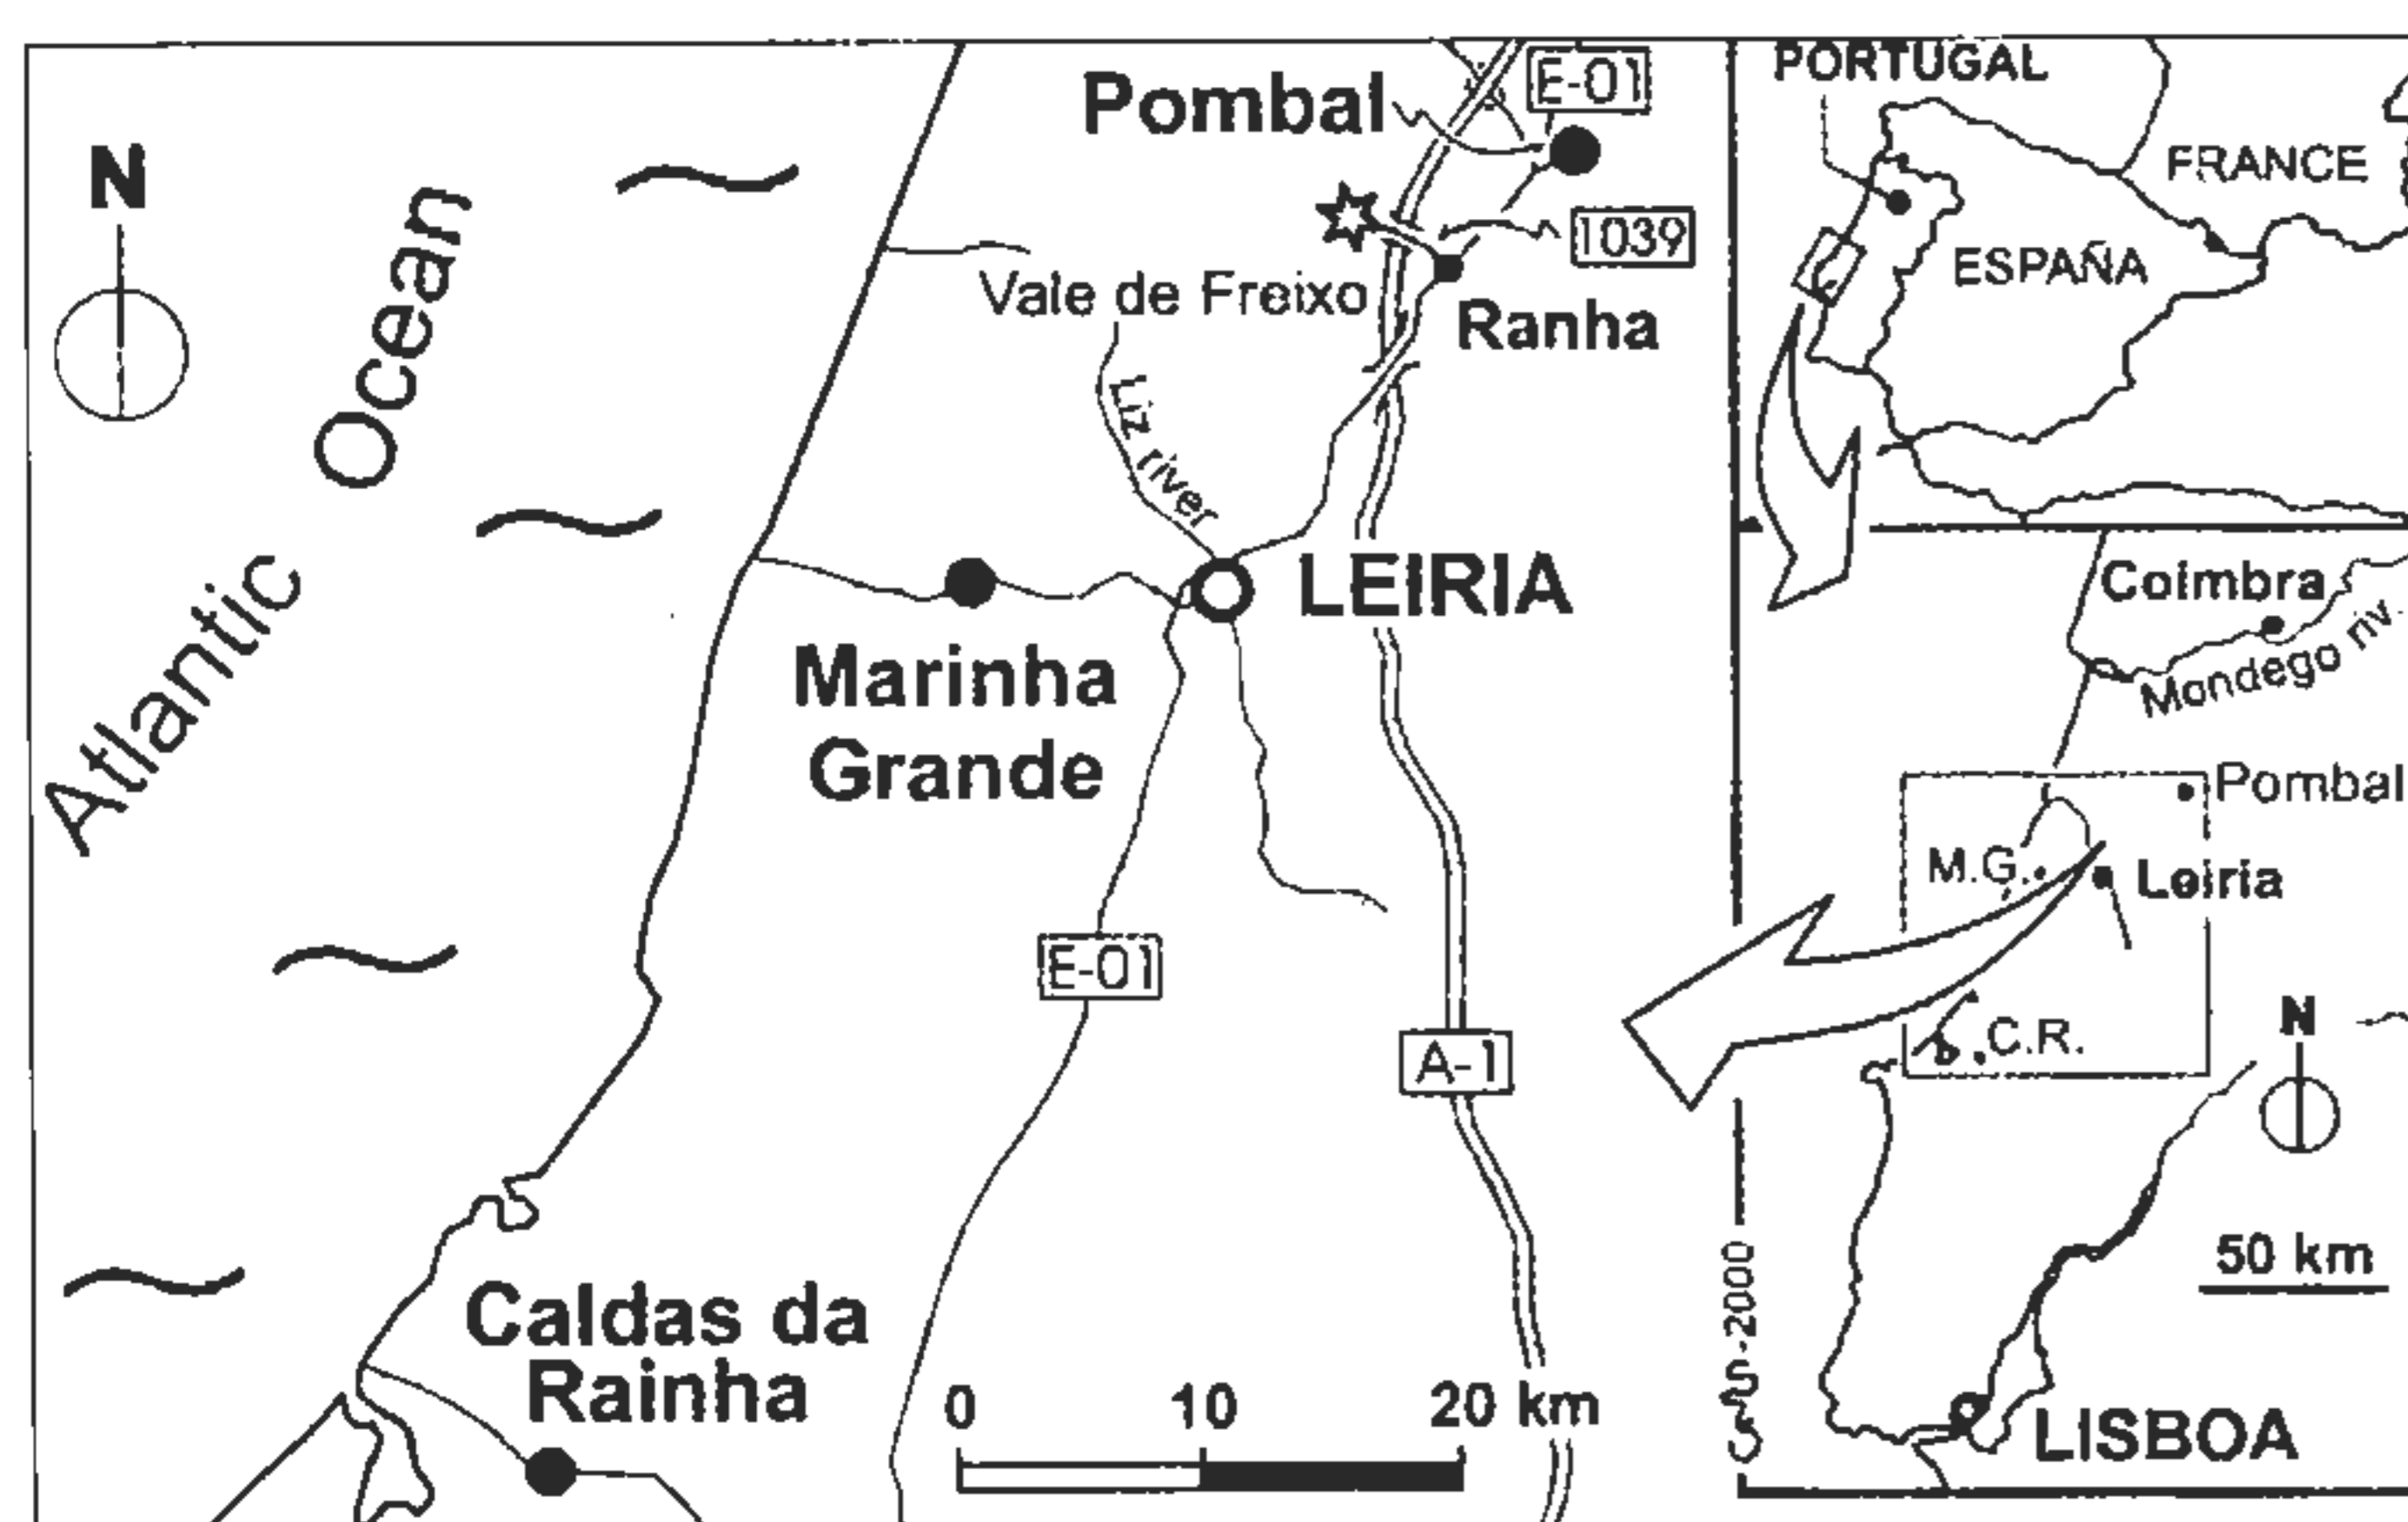 PORTUGAL
Pombal
E-01
N
FRANCE
1039
Ocean
ESPAÑA
Vale de Freixo
Ranha
Liz river
LEIRIA
Coimbra
Atlantic
Mondego riv.
Marinha
Grande
Pombal
M.G.
Leiria
E-01
N
C.R.
A-1
50 km
Caldas da
Rainha
0 10 20 km
LISBOA